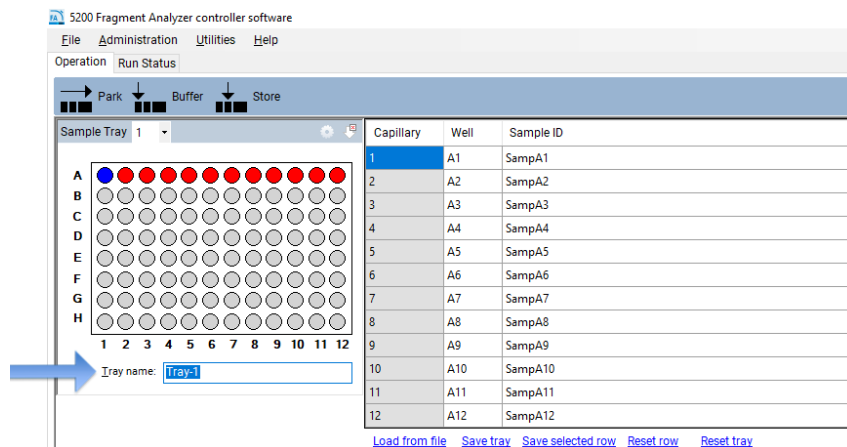 FA 5200 Fragment Analyzer controller software
File Administration Utilities Help
Operation Run Status
Park Buffer Store
Sample Tray 1
A
B
C
D
E
F
G
H
1 2 3 4 5 6 7 8 9 10 11 12
Tray name: Tray-1
Capillary Well Sample ID
1 A1 SampA1
2 A2 SampA2
3 A3 SampA3
4 A4 SampA4
5 A5 SampA5
6 A6 SampA6
7 A7 SampA7
8 A8 SampA8
9 A9 SampA9
10 A10 SampA10
11 A11 SampA11
12 A12 SampA12
Load from file Save tray Save selected row Reset row Reset tray